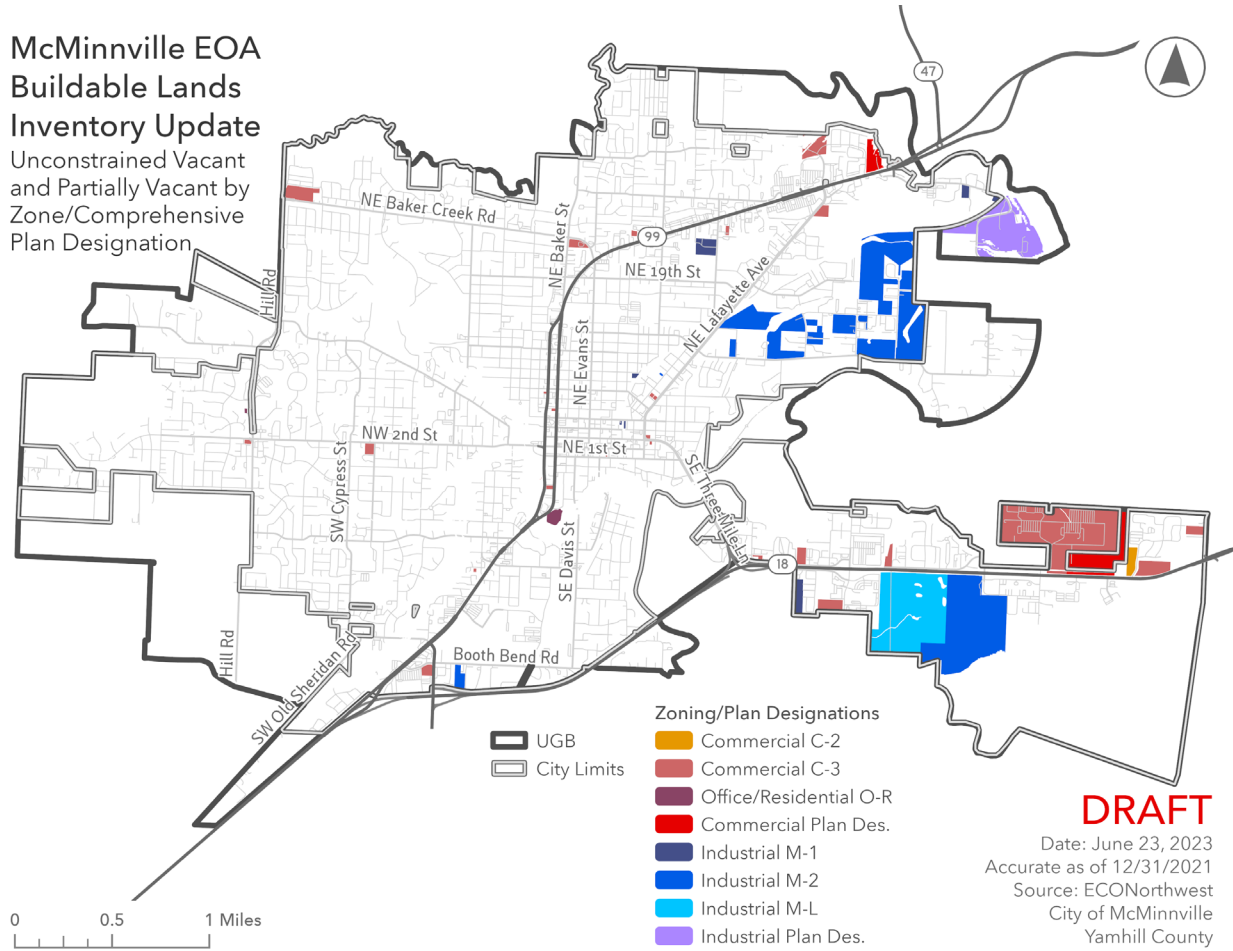 McMinnville EOA
Buildable Lands
Inventory Update
Unconstrained Vacant
and Partially Vacant by
Zone/Comprehensive
Plan Designation
47
NE Baker Creek Rd
NE Baker St
99
NE 19th St
Hill Rd
NE Lafayette Ave
NE Evans St
NW 2nd St
NE 1st St
SW Cypress St
SE Three Mile Ln
SE Davis St
18
Hill Rd
Booth Bend Rd
SW Old Sheridan Rd
UGB
City Limits
Zoning/Plan Designations
Commercial C-2
Commercial C-3
Office/Residential O-R
Commercial Plan Des.
Industrial M-1
Industrial M-2
Industrial M-L
Industrial Plan Des.
DRAFT
Date: June 23, 2023
Accurate as of 12/31/2021
Source: ECONorthwest
City of McMinnville
Yamhill County
0 0.5 1 Miles